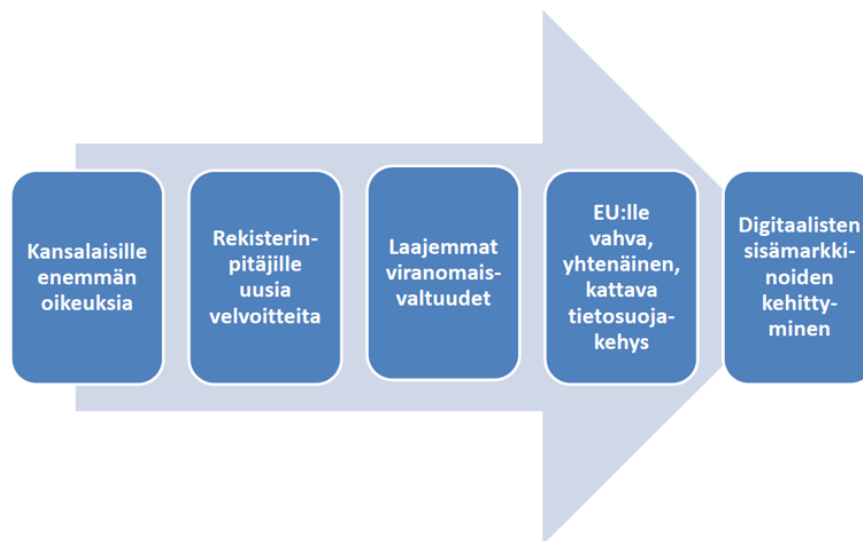 Kansalaisille
enemmän
oikeuksia
Rekisterin-
pitäjille
uusia
velvoitteita
Laajemmat
viranomais-
valtuudet
EU:lle
vahva,
yhtenäinen,
kattava
tietosuoja-
kehys
Digitaalisten
sisämarkki-
noiden
kehitty-
minen